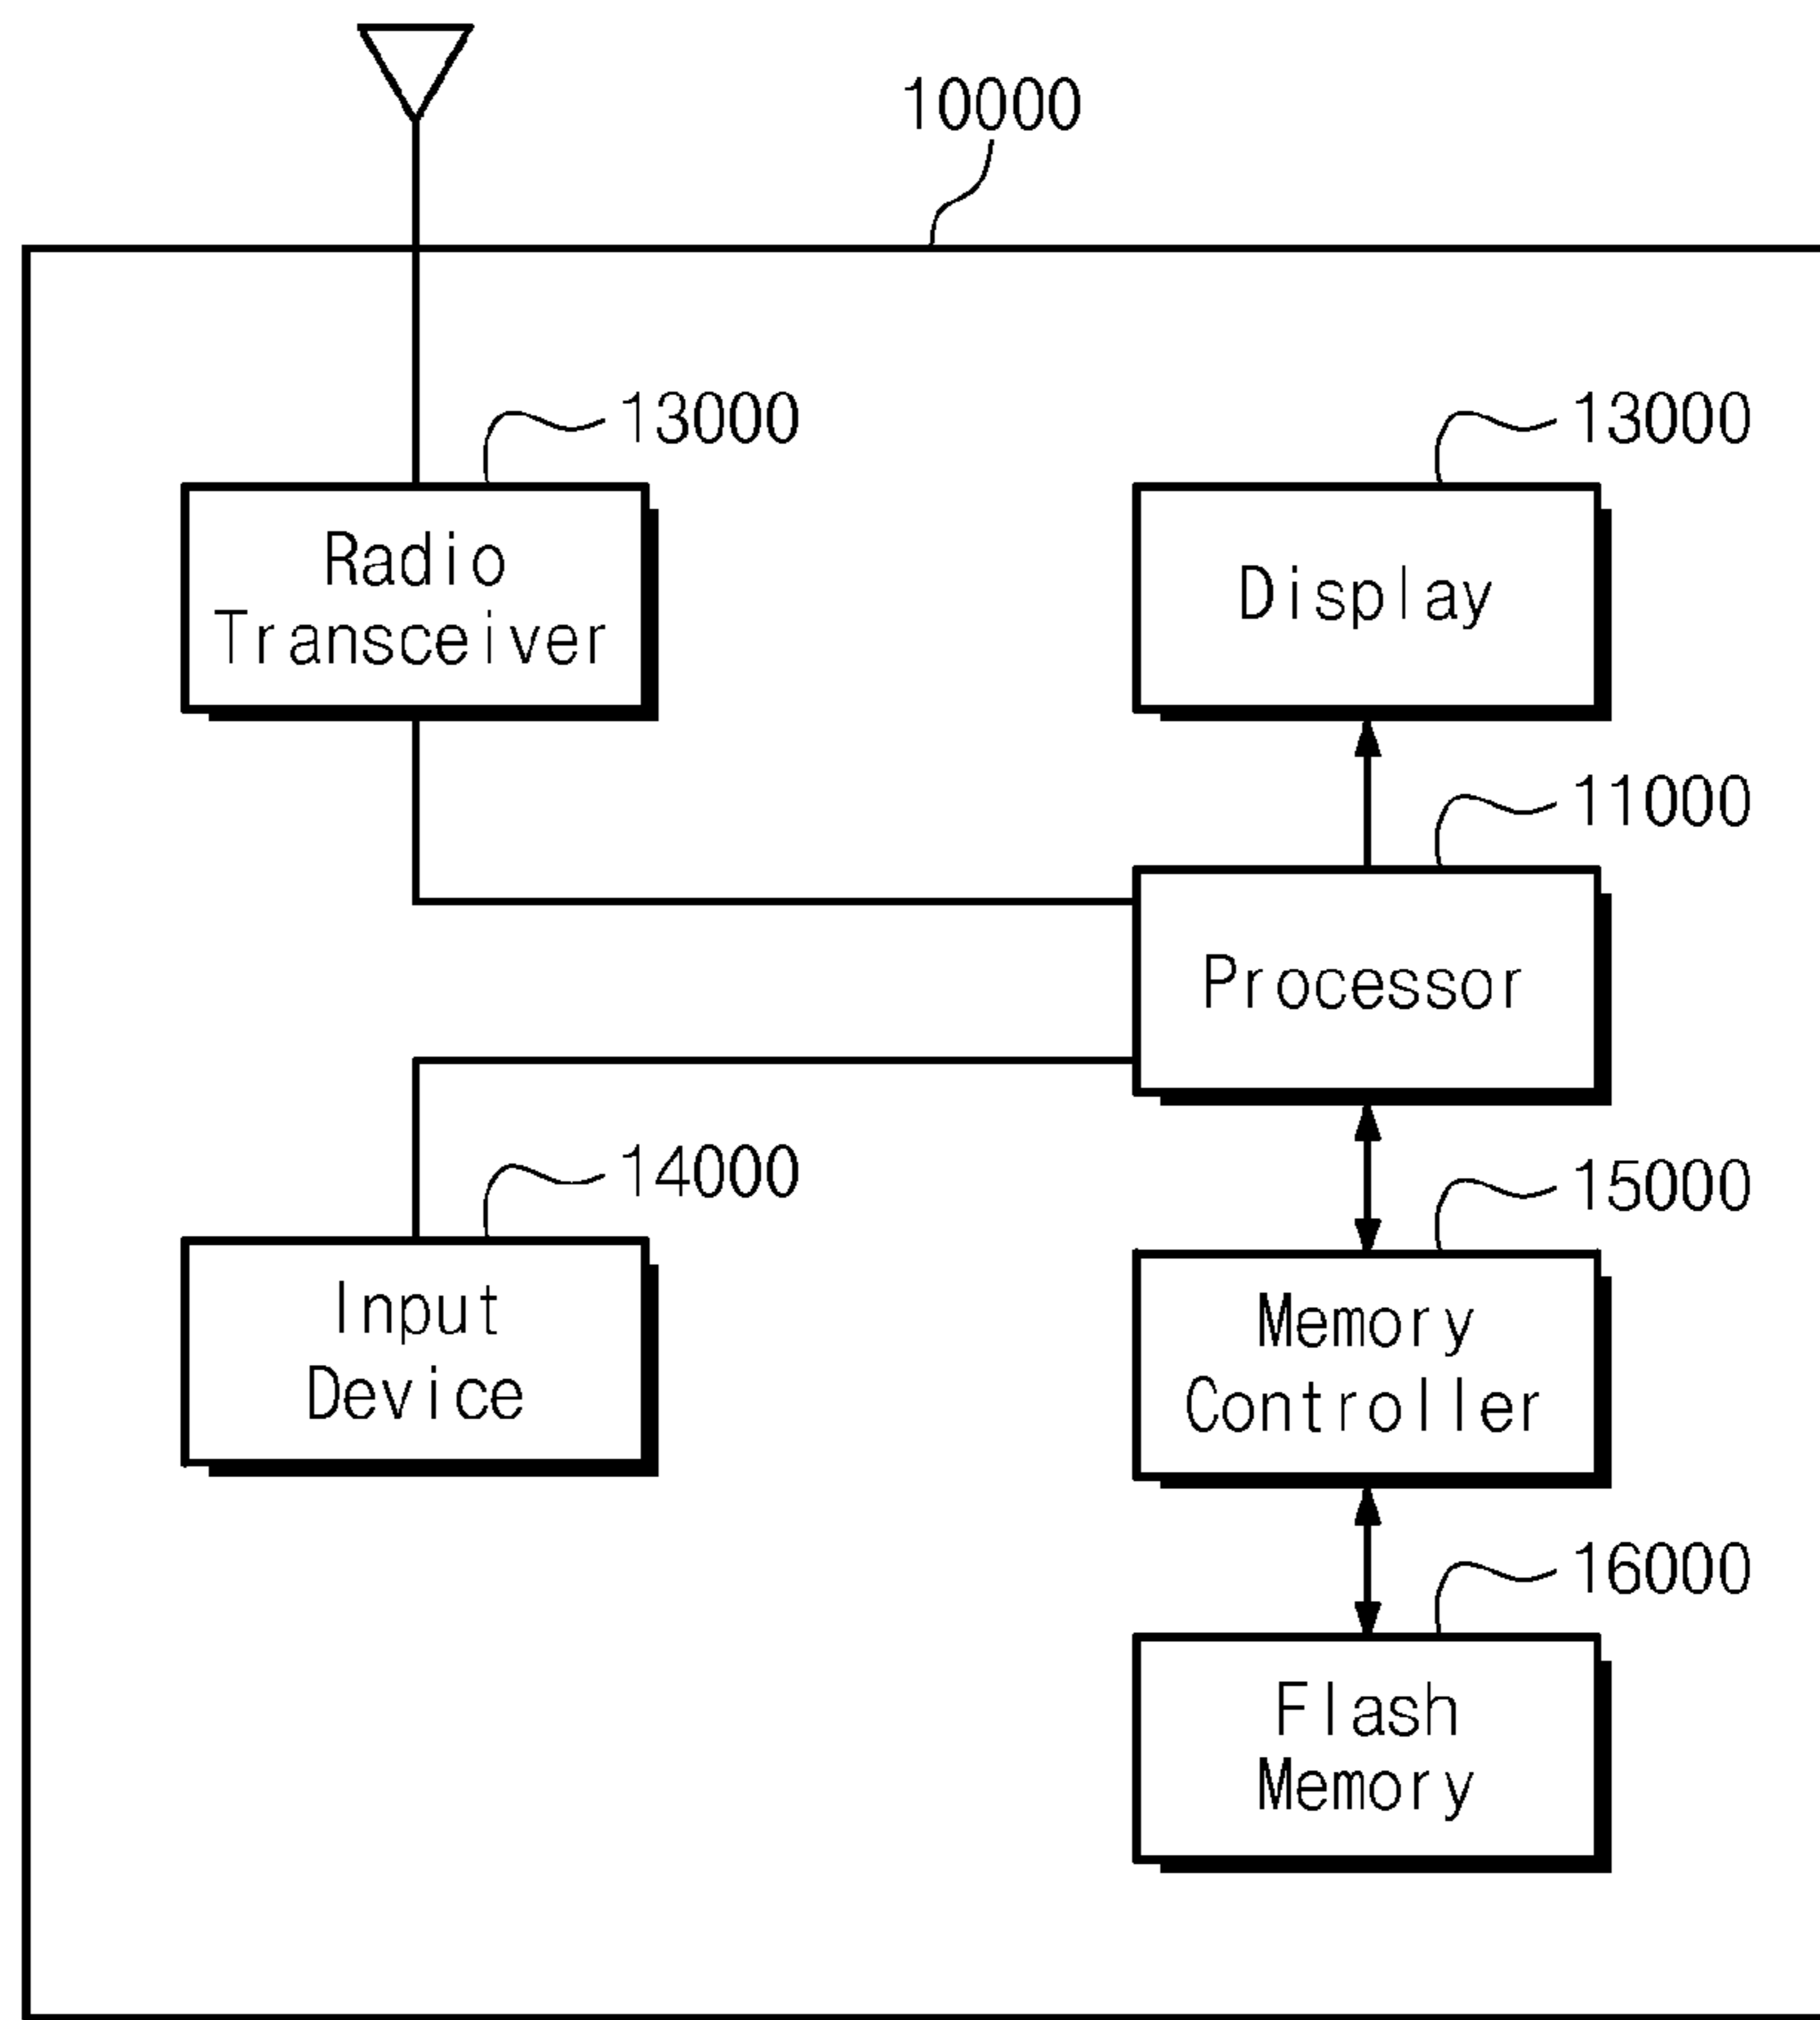 10000
13000
13000
Radio
Transceiver
Display
11000
Processor
14000
15000
Input
Device
Memory
Controller
16000
Flash
Memory